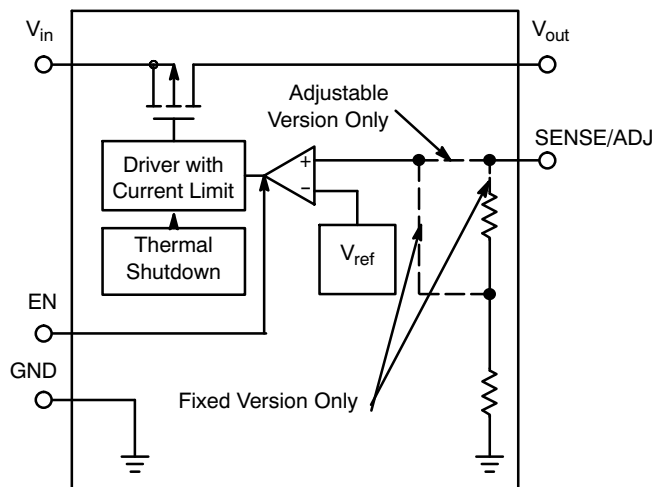 Vin
Vout
Adjustable
Version Only
SENSE/ADJ
Driver with
Current Limit
+
−
Thermal
Shutdown
Vref
EN
GND
Fixed Version Only